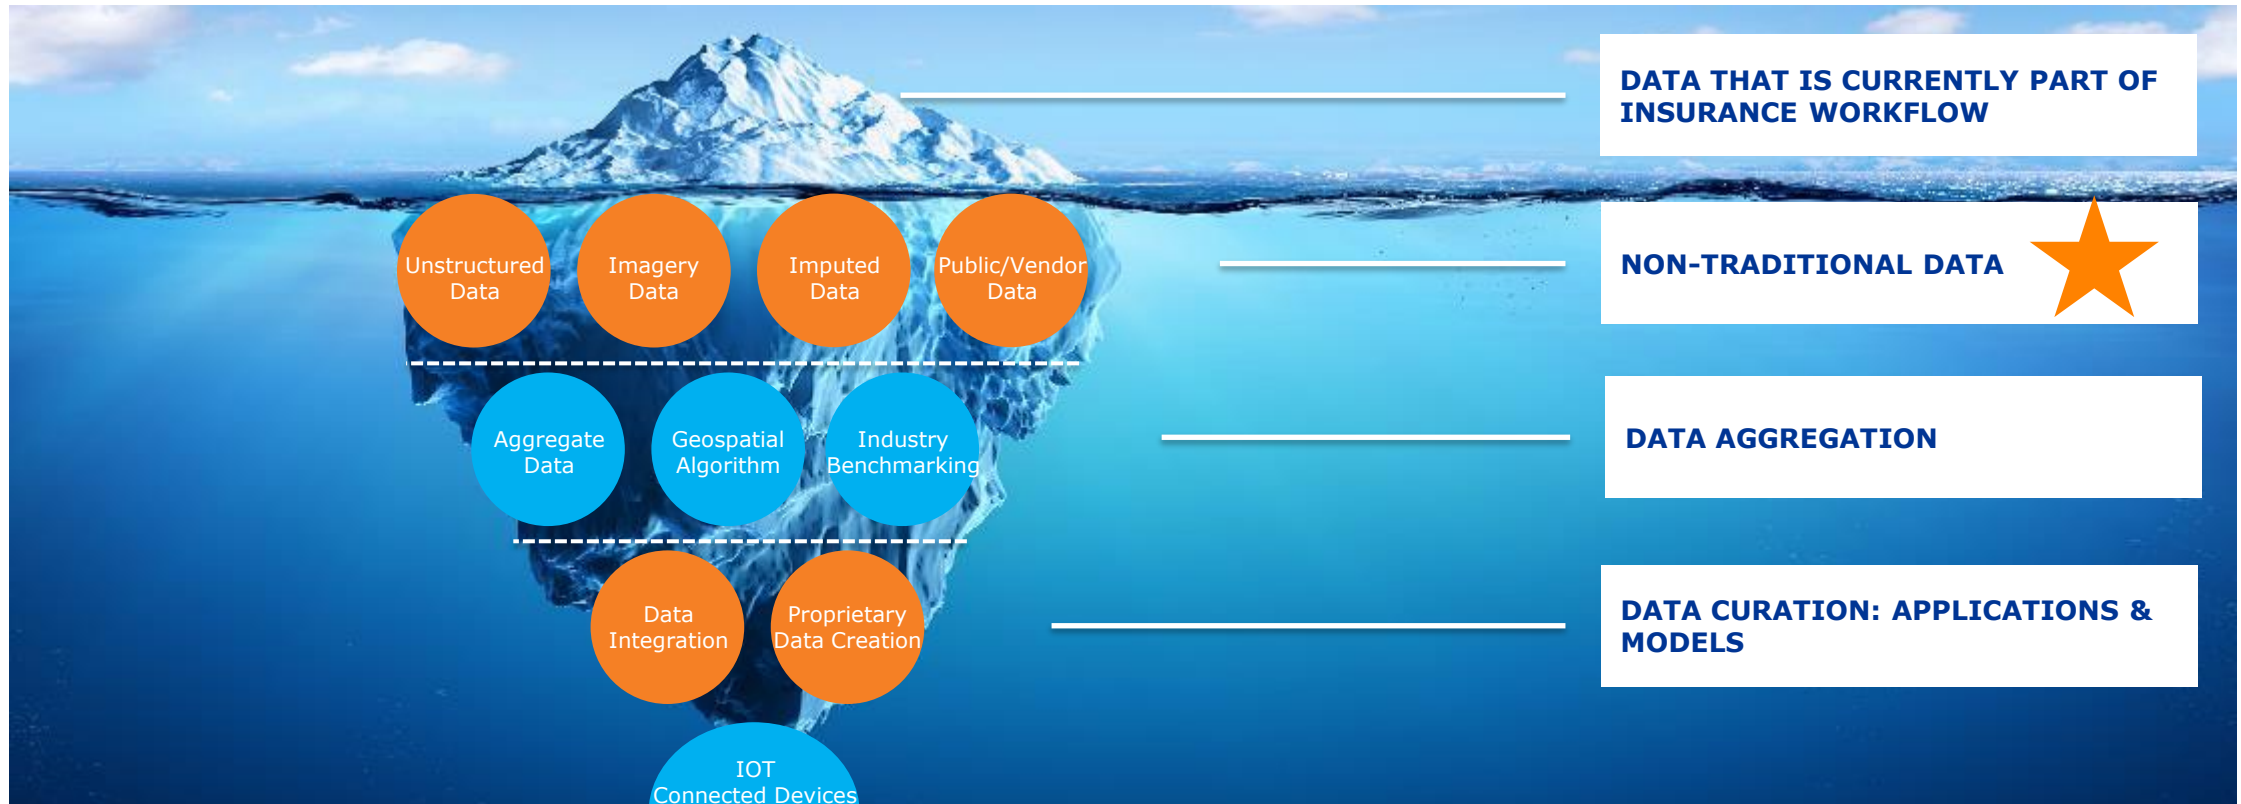 DATA THAT IS CURRENTLY PART OF
INSURANCE WORKFLOW
Unstructured
Data
Imagery
Data
Imputed
Data
Public/Vendor
Data
NON-TRADITIONAL DATA
Aggregate
Data
Geospatial
Algorithm
Industry
Benchmarking
DATA AGGREGATION
Data
Integration
Proprietary
Data Creation
DATA CURATION: APPLICATIONS &
MODELS
IOT
Connected Devices